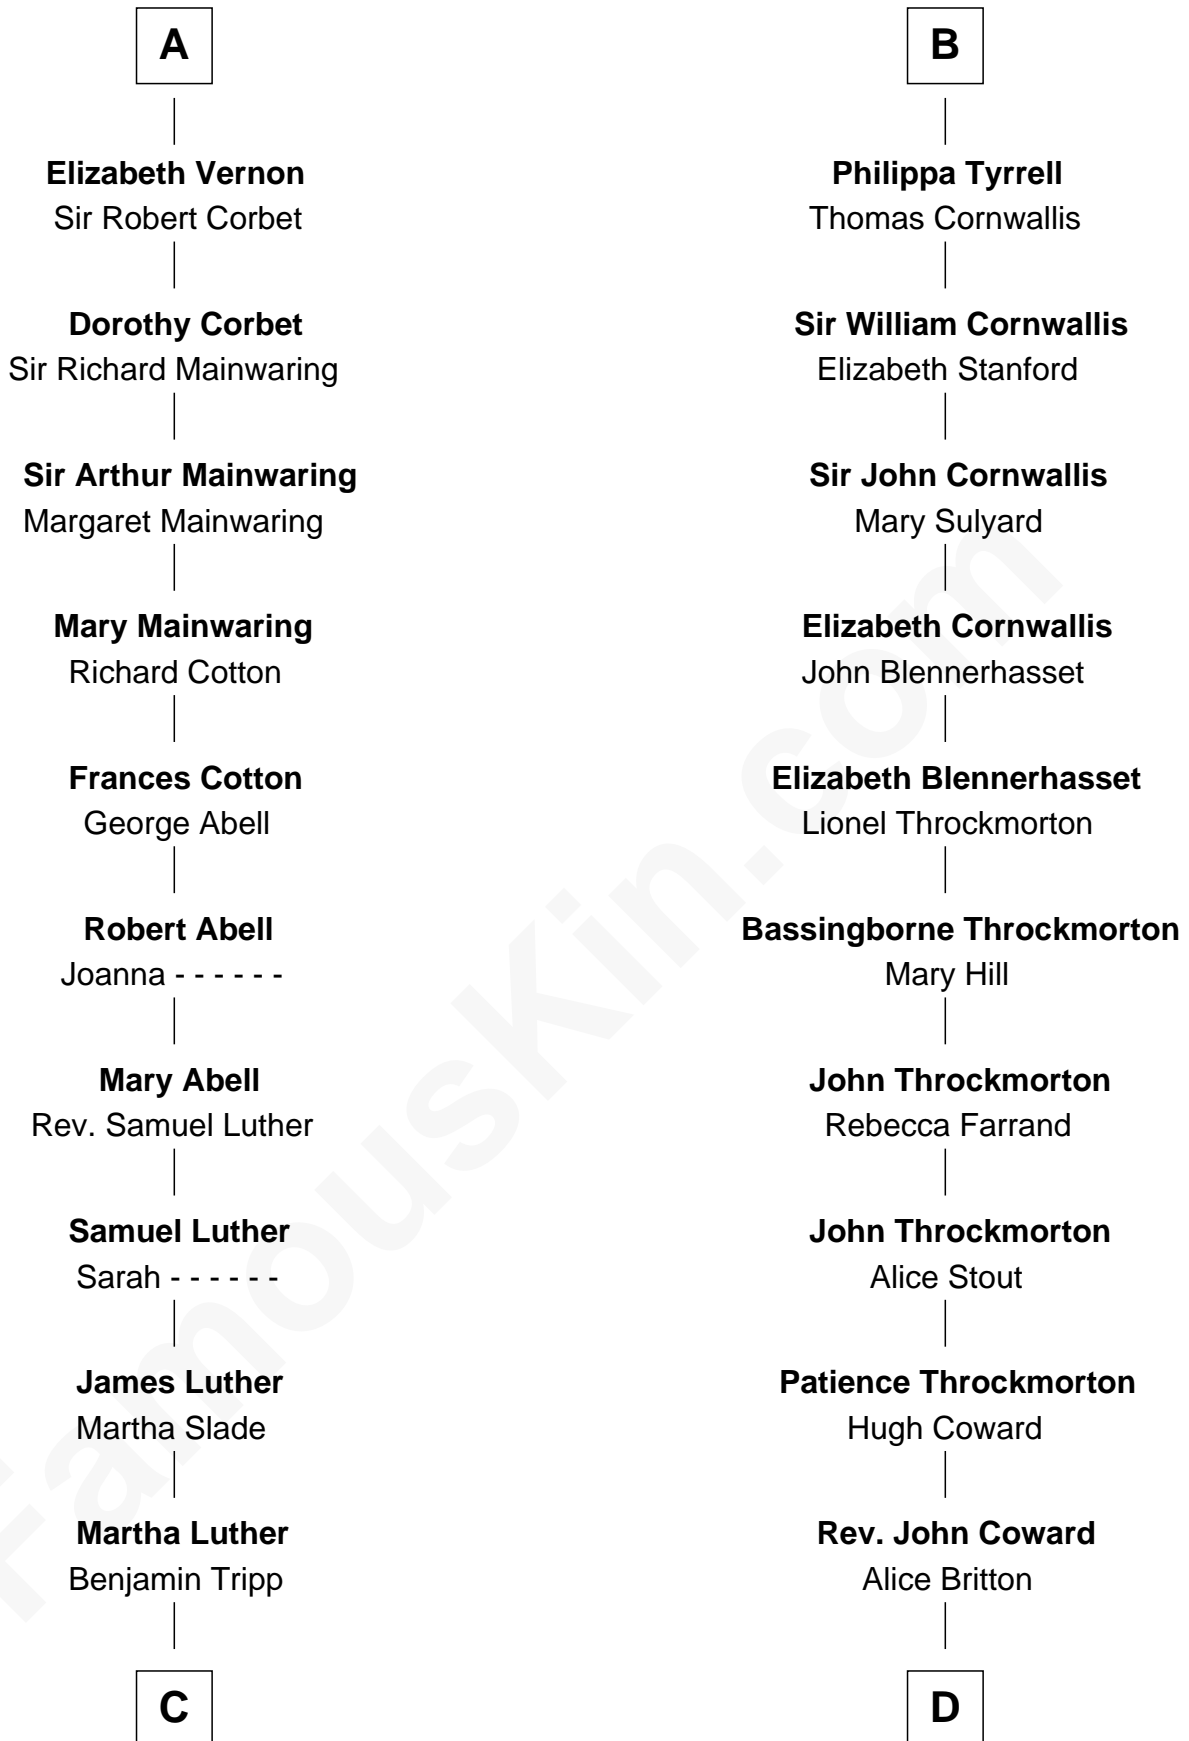 A
Elizabeth Vernon
Sir Robert Corbet
Dorothy Corbet
Sir Richard Mainwaring
Sir Arthur Mainwaring
Margaret Mainwaring
Mary Mainwaring
Richard Cotton
Frances Cotton
George Abell
Robert Abell
Joanna - - - - - -
Mary Abell
Rev. Samuel Luther
Samuel Luther
Sarah - - - - - -
James Luther
Martha Slade
Martha Luther
Benjamin Tripp
C
B
Philippa Tyrrell
Thomas Cornwallis
Sir William Cornwallis
Elizabeth Stanford
Sir John Cornwallis
Mary Sulyard
Elizabeth Cornwallis
John Blennerhasset
Elizabeth Blennerhasset
Lionel Throckmorton
Bassingborne Throckmorton
Mary Hill
John Throckmorton
Rebecca Farrand
John Throckmorton
Alice Stout
Patience Throckmorton
Hugh Coward
Rev. John Coward
Alice Britton
D
FamousKin.com